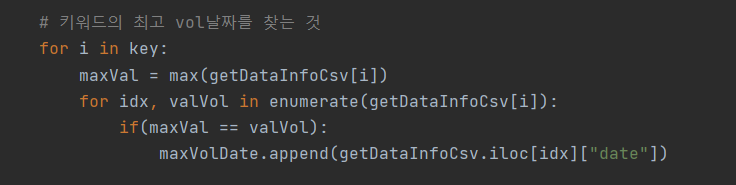 # 키워드의 최고 vol날짜를 찾는 것
for i in key:
    maxVal = max(getDataInfoCsv[i])
    for idx, valVol in enumerate(getDataInfoCsv[i]):
        if(maxVal == valVol):
            maxVolDate.append(getDataInfoCsv.iloc[idx]["date"])